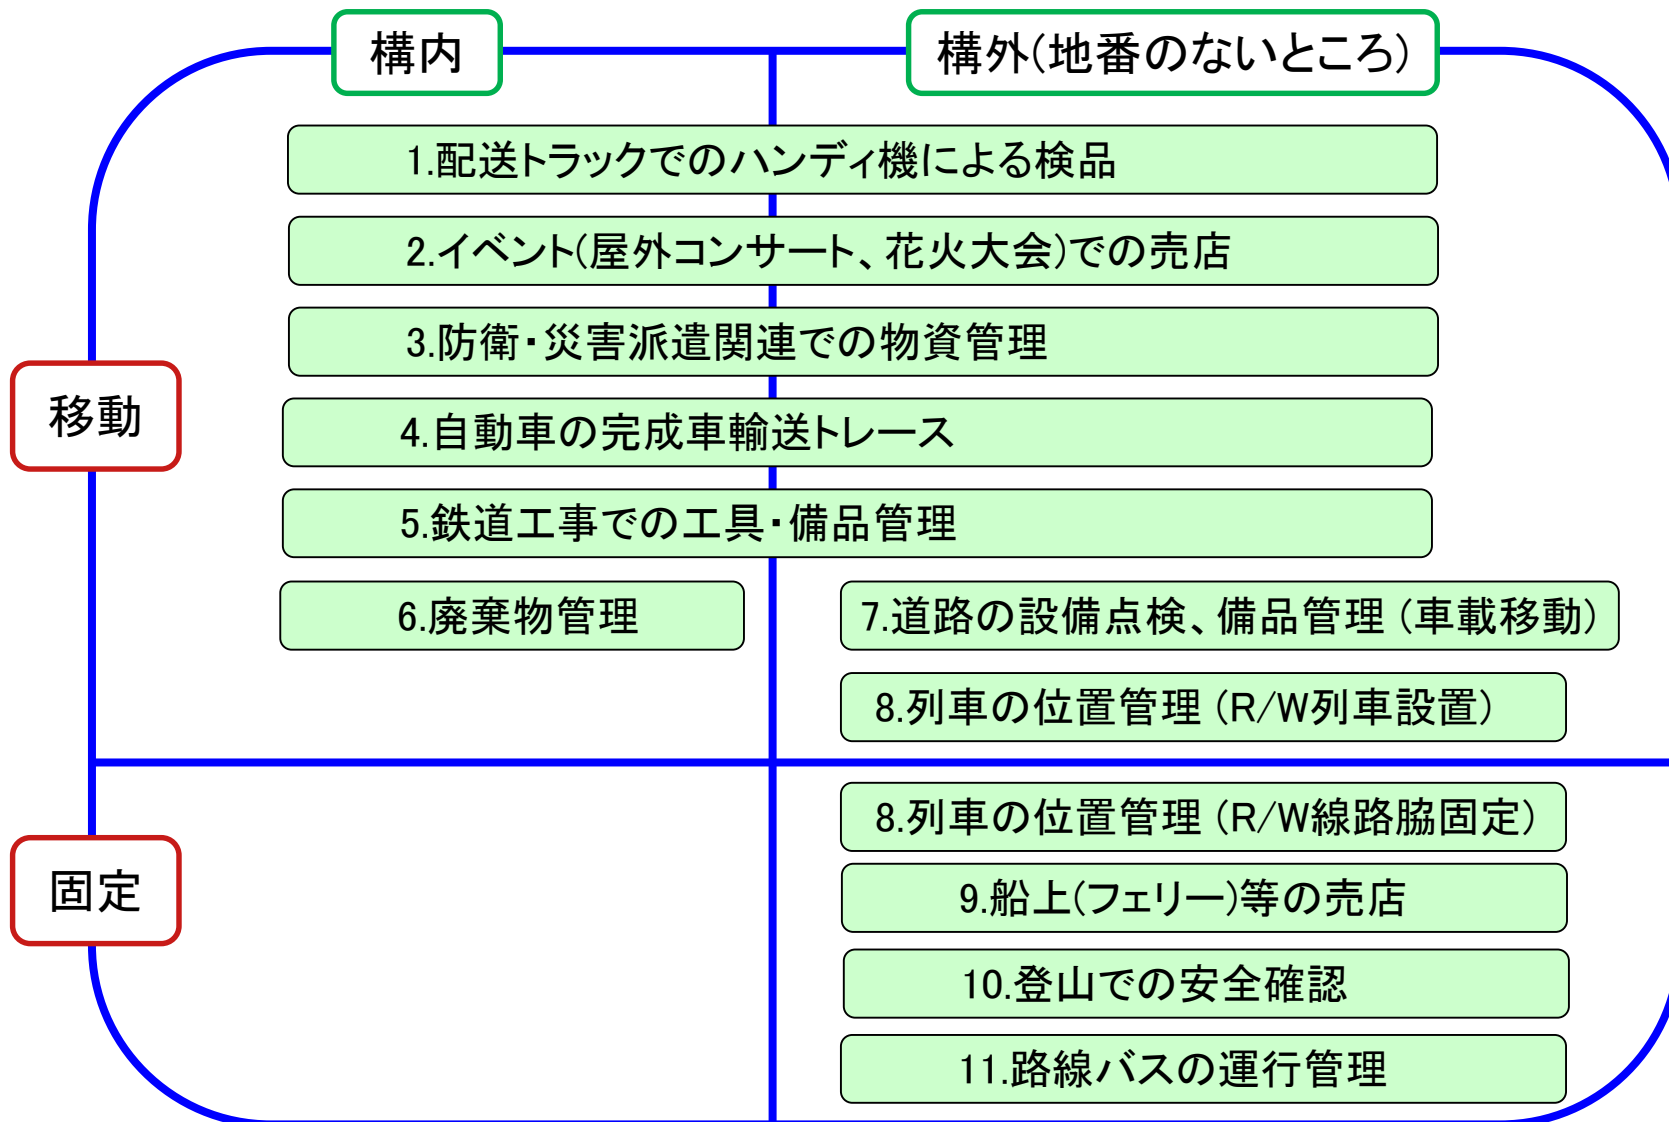 構内
構外(地番のないところ)
1.配送トラックでのハンディ機による検品
2.イベント(屋外コンサート、花火大会)での売店
3.防衛・災害派遣関連での物資管理
移動
4.自動車の完成車輸送トレース
5.鉄道工事での工具・備品管理
6.廃棄物管理
7.道路の設備点検、備品管理 (車載移動)
8.列車の位置管理 (R/W列車設置)
8.列車の位置管理 (R/W線路脇固定)
固定
9.船上(フェリー)等の売店
10.登山での安全確認
11.路線バスの運行管理